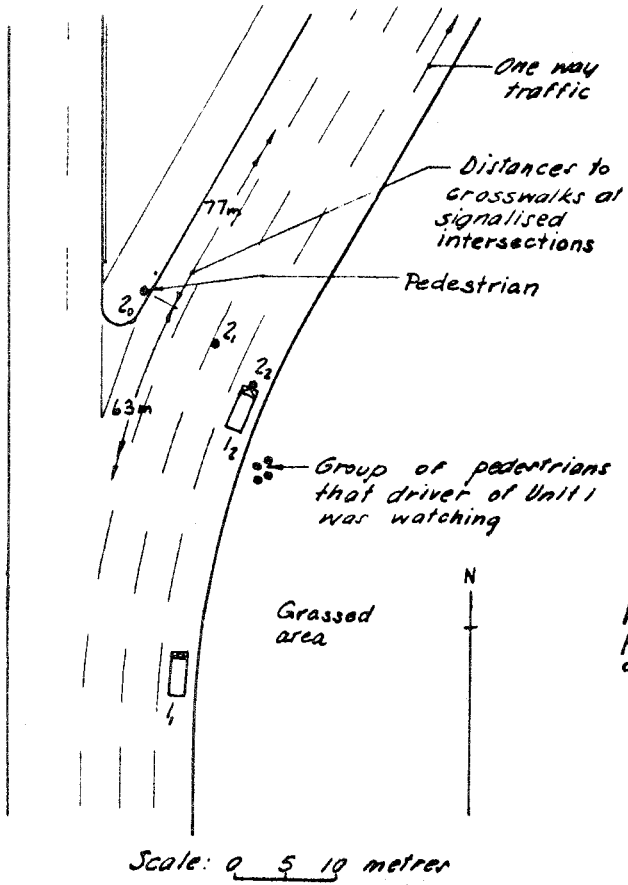 One way
traffic
Distances to
crosswalks at
signalised
intersections
77m
Pedestrian
2₀
2₁
2₂
63m
1₂
Group of pedestrians
that driver of Unit 1
was watching
N
Grassed
area
1₁
Scale: 0 5 10 metres